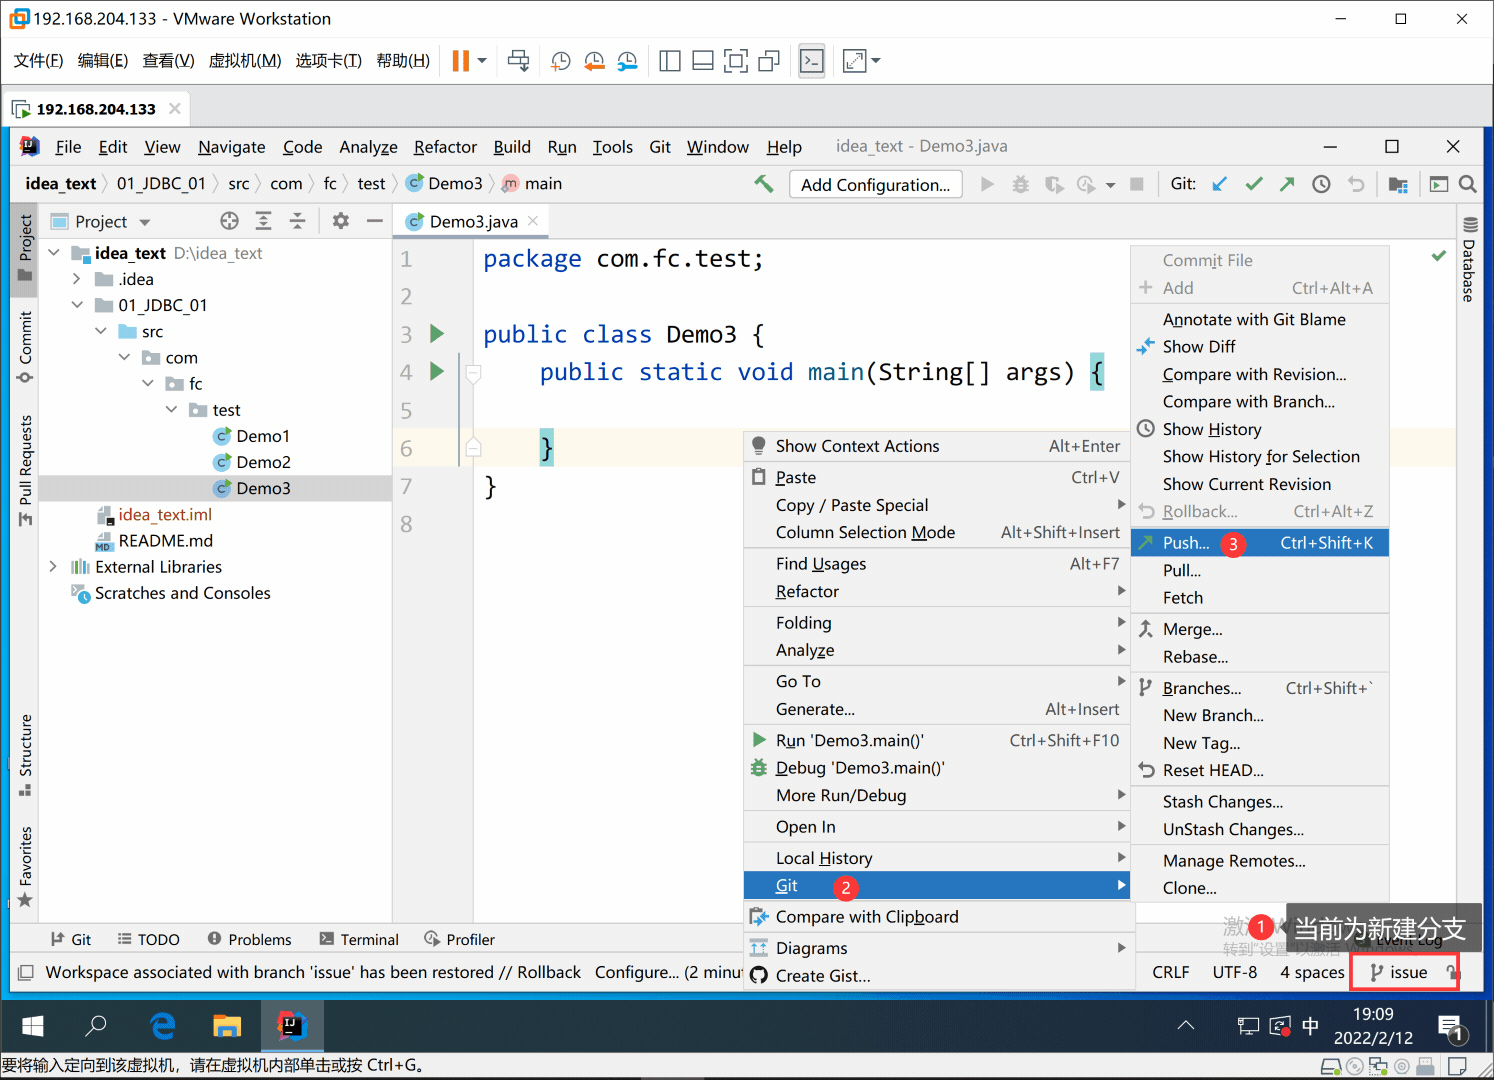 192.168.204.133 - VMware Workstation
文件(F) 编辑(E) 查看(V) 虚拟机(M) 选项卡(T) 帮助(H)
192.168.204.133
File Edit View Navigate Code Analyze Refactor Build Run Tools Git Window Help idea_text - Demo3.java
idea_text 01_JDBC_01 src com fc test Demo3 m main Add Configuration... Git:
Project
Demo3.java
Project
Commit
Pull Requests
Structure
Favorites
Database
idea_text D:\idea_text
.idea
01_JDBC_01
src
com
fc
test
Demo1
Demo2
Demo3
idea_text.iml
README.md
External Libraries
Scratches and Consoles
1 package com.fc.test;
2
3 public class Demo3 {
4 public static void main(String[] args) {
5
6 }
7 }
8
Show Context Actions Alt+Enter
Paste Ctrl+V
Copy / Paste Special
Column Selection Mode Alt+Shift+Insert
Find Usages Alt+F7
Refactor
Folding
Analyze
Go To
Generate... Alt+Insert
Run 'Demo3.main()' Ctrl+Shift+F10
Debug 'Demo3.main()'
More Run/Debug
Open In
Local History
Git 2
Compare with Clipboard
Diagrams
Create Gist...
Commit File
Add Ctrl+Alt+A
Annotate with Git Blame
Show Diff
Compare with Revision...
Compare with Branch...
Show History
Show History for Selection
Show Current Revision
Rollback... Ctrl+Alt+Z
Push... 3 Ctrl+Shift+K
Pull...
Fetch
Merge...
Rebase...
Branches... Ctrl+Shift+`
New Branch...
New Tag...
Reset HEAD...
Stash Changes...
UnStash Changes...
Manage Remotes...
Clone...
1 当前为新建分支
Git TODO Problems Terminal Profiler Event Log
Workspace associated with branch 'issue' has been restored // Rollback Configure... (2 minu
CRLF UTF-8 4 spaces issue
中
19:09
2022/2/12
1
要将输入定向到该虚拟机，请在虚拟机内部单击或按 Ctrl+G。